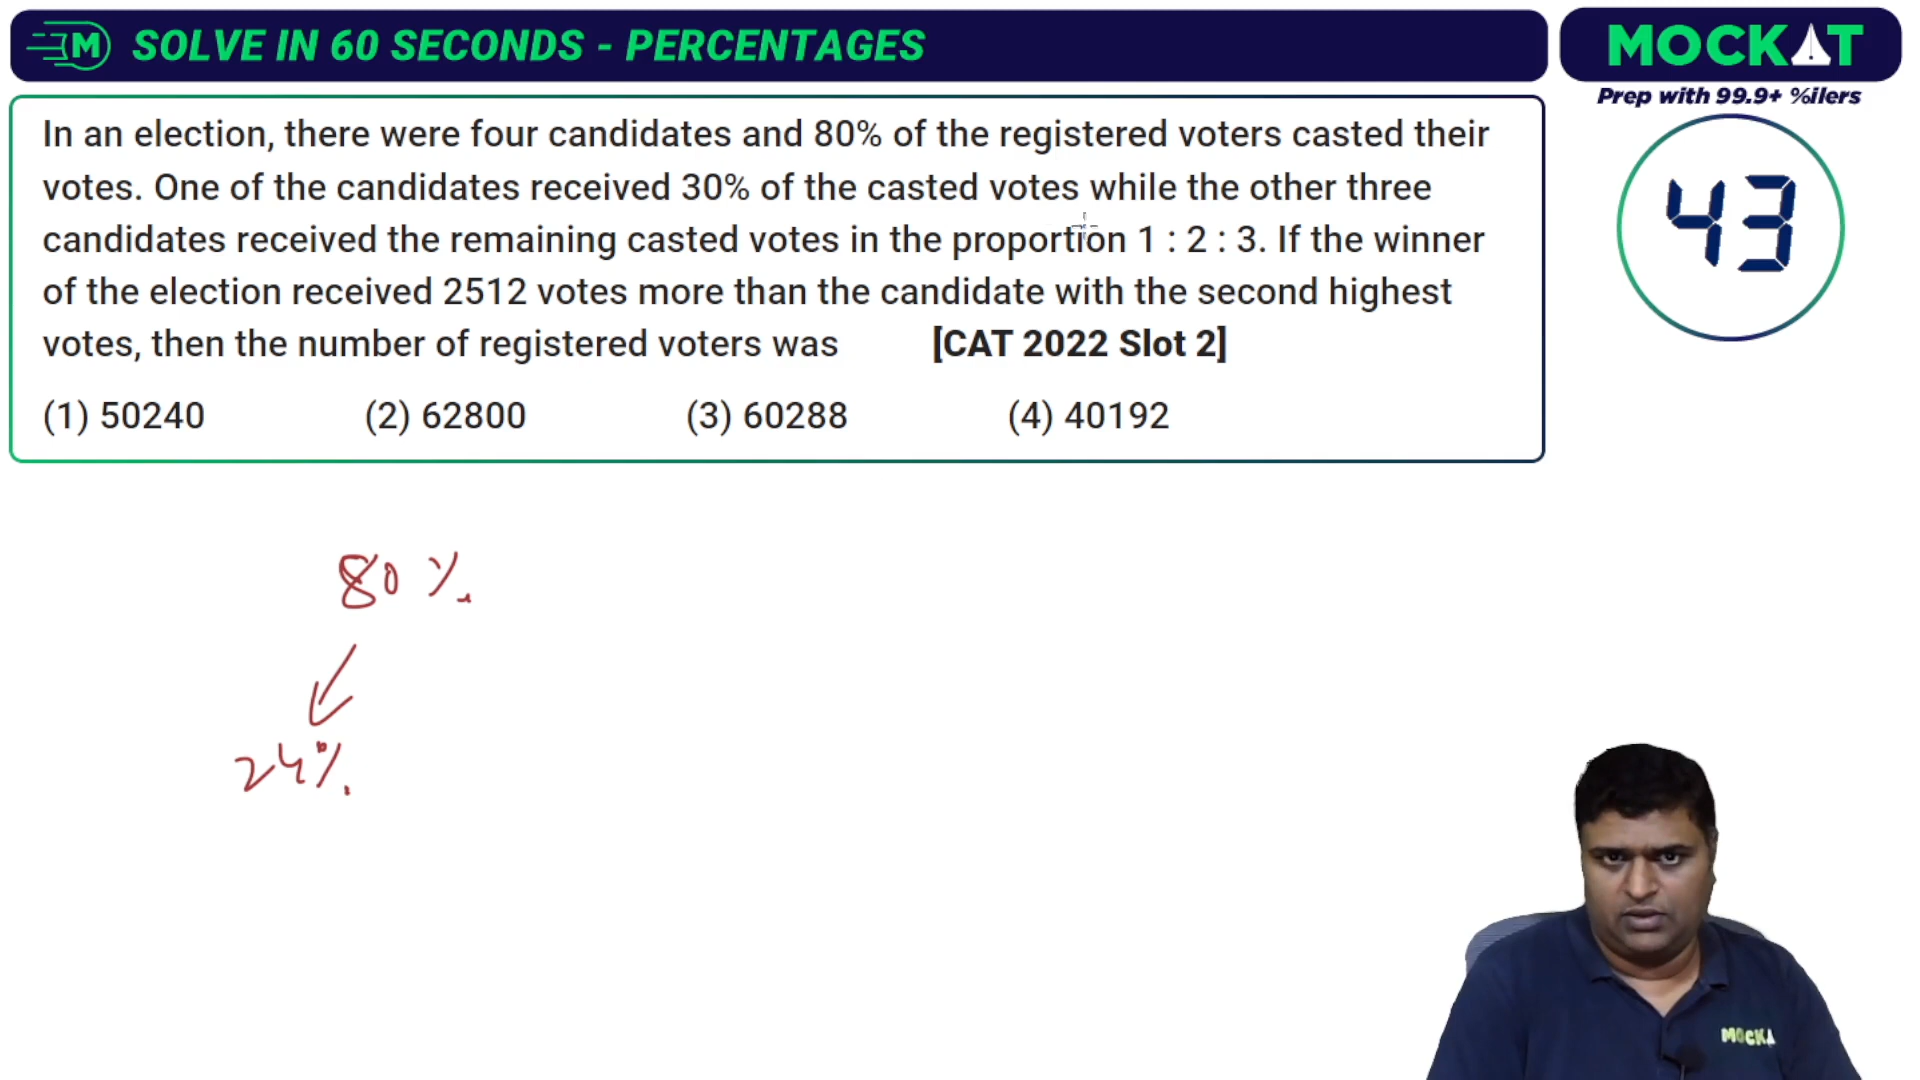 SOLVE IN 60 SECONDS - PERCENTAGES
MOCKAT
Prep with 99.9+ %ilers
43
In an election, there were four candidates and 80% of the registered voters casted their
votes. One of the candidates received 30% of the casted votes while the other three
candidates received the remaining casted votes in the proportion 1 : 2 : 3. If the winner
of the election received 2512 votes more than the candidate with the second highest
votes, then the number of registered voters was [CAT 2022 Slot 2]
(1) 50240 (2) 62800 (3) 60288 (4) 40192
80 %
24%
MOCKAT